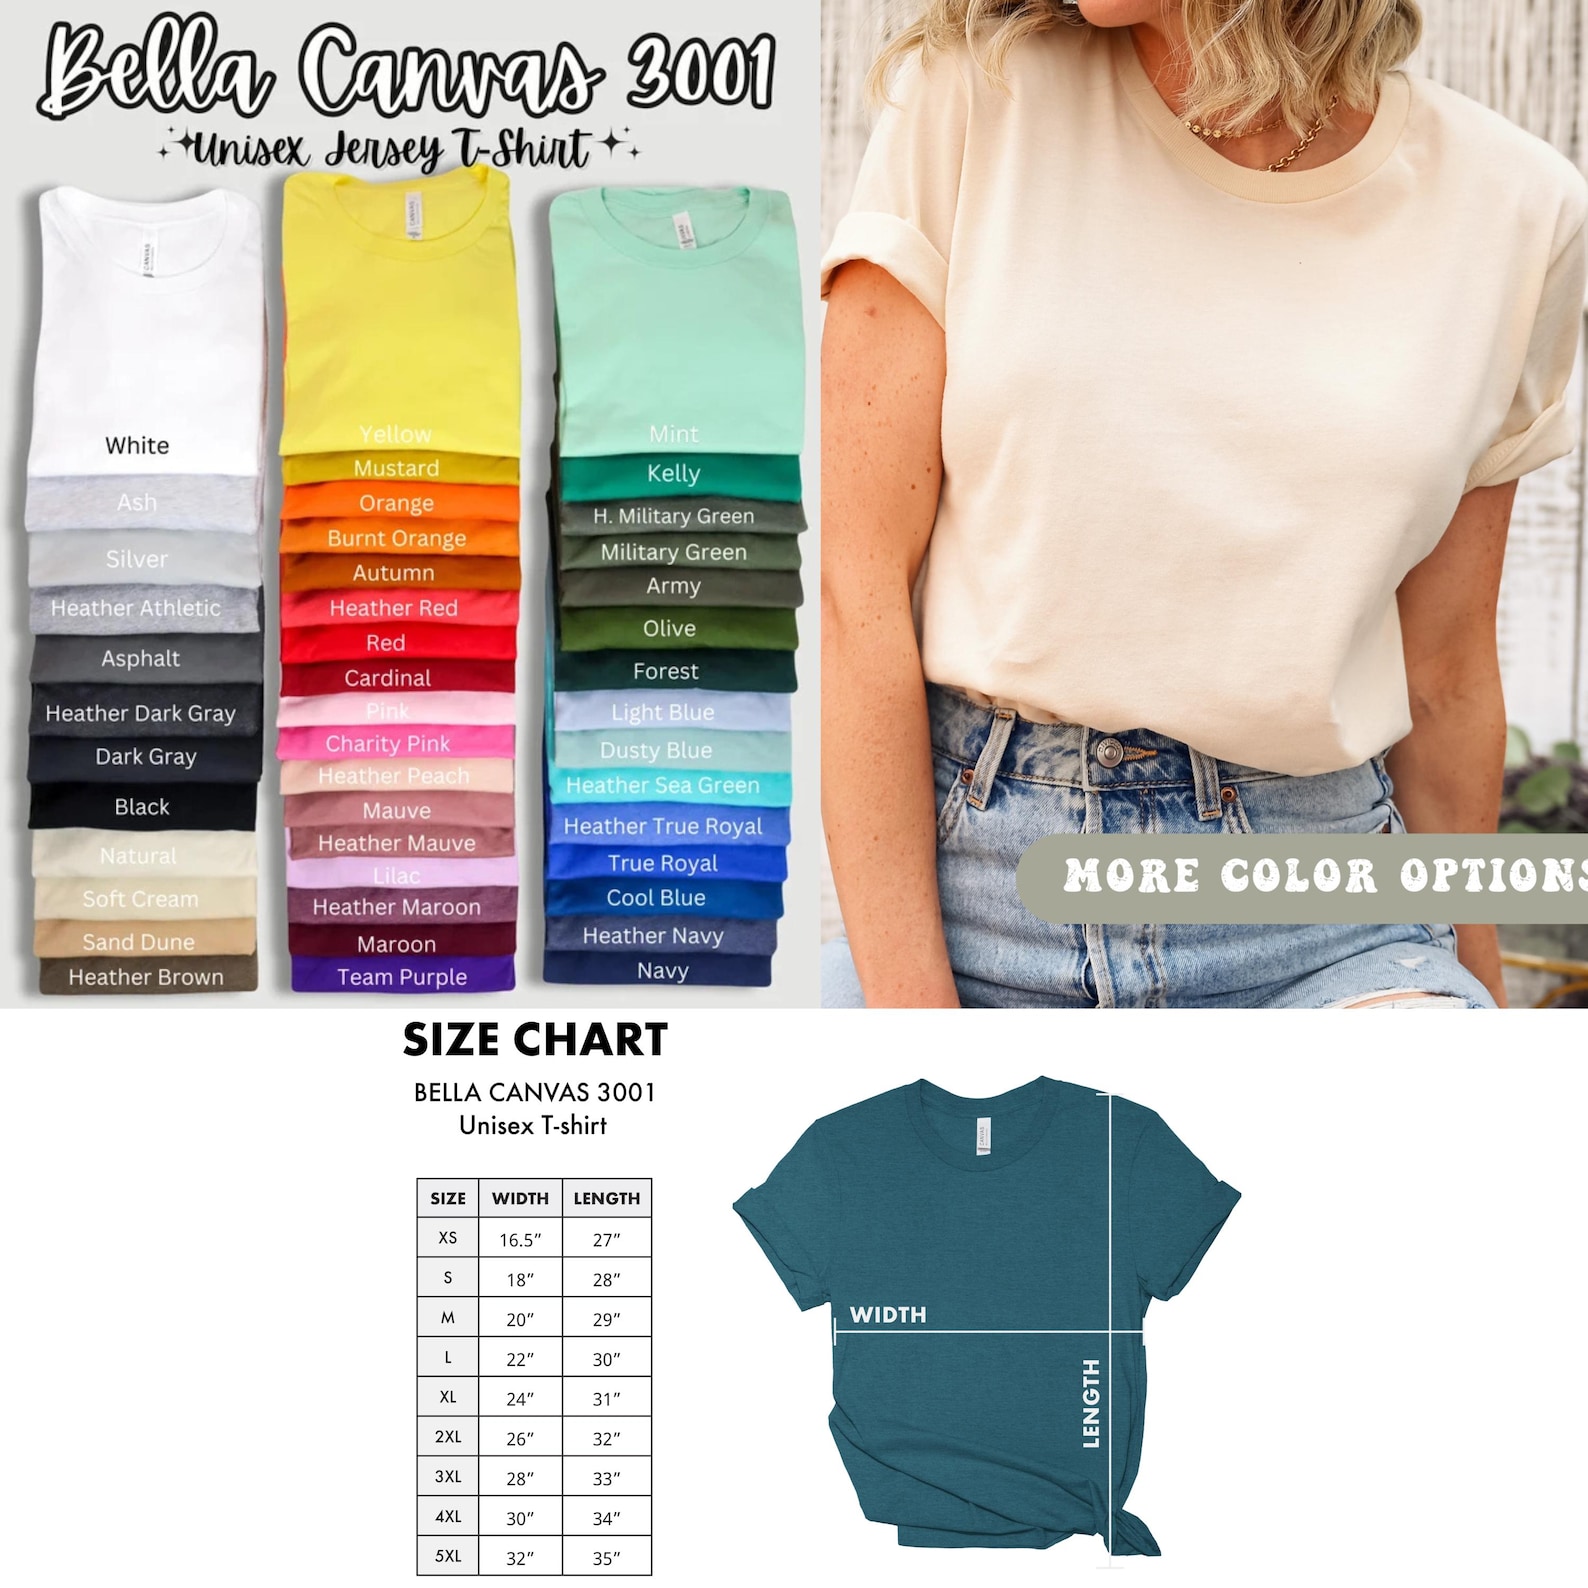 Bella Canvas 3001
Unisex Jersey T-Shirt
CANVAS
White
Ash
Silver
Heather Athletic
Asphalt
Heather Dark Gray
Dark Gray
Black
Natural
Soft Cream
Sand Dune
Heather Brown
CANVAS
Yellow
Mustard
Orange
Burnt Orange
Autumn
Heather Red
Red
Cardinal
Pink
Charity Pink
Heather Peach
Mauve
Heather Mauve
Lilac
Heather Maroon
Maroon
Team Purple
Mint
Kelly
H. Military Green
Military Green
Army
Olive
Forest
Light Blue
Dusty Blue
Heather Sea Green
Heather True Royal
True Royal
Cool Blue
Heather Navy
Navy
MORE COLOR OPTIONS
SIZE CHART
BELLA CANVAS 3001
Unisex T-shirt
SIZE WIDTH LENGTH
XS 16.5” 27”
S 18” 28”
M 20” 29”
L 22” 30”
XL 24” 31”
2XL 26” 32”
3XL 28” 33”
4XL 30” 34”
5XL 32” 35”
CANVAS
WIDTH
LENGTH